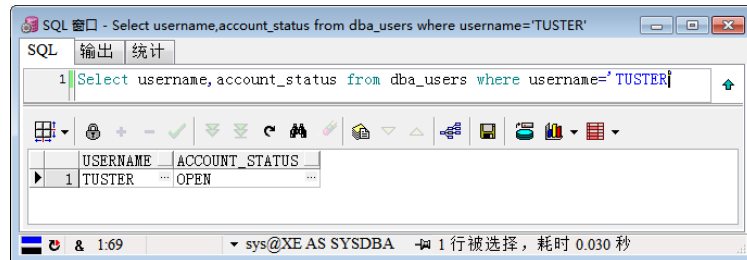 SQL 窗口 - Select username,account_status from dba_users where username='TUSTER'
SQL 输出 统计
1 Select username,account_status from dba_users where username='TUSTER'
USERNAME ACCOUNT_STATUS
1 TUSTER ··· OPEN ···
& 1:69 sys@XE AS SYSDBA 1 行被选择，耗时 0.030 秒